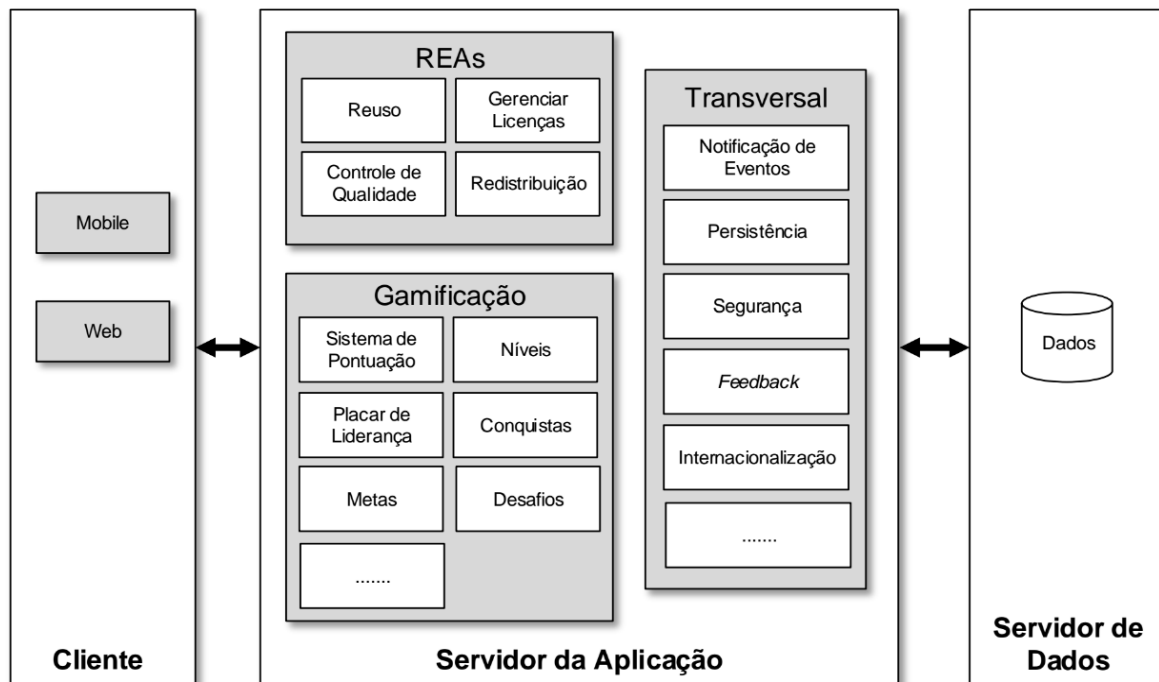 Mobile
Web
Cliente
REAs
Reuso
Gerenciar
Licenças
Controle de
Qualidade
Redistribuição
Gamificação
Sistema de
Pontuação
Níveis
Placar de
Liderança
Conquistas
Metas
Desafios
.......
Transversal
Notificação de
Eventos
Persistência
Segurança
Feedback
Internacionalização
.......
Servidor da Aplicação
Dados
Servidor de
Dados